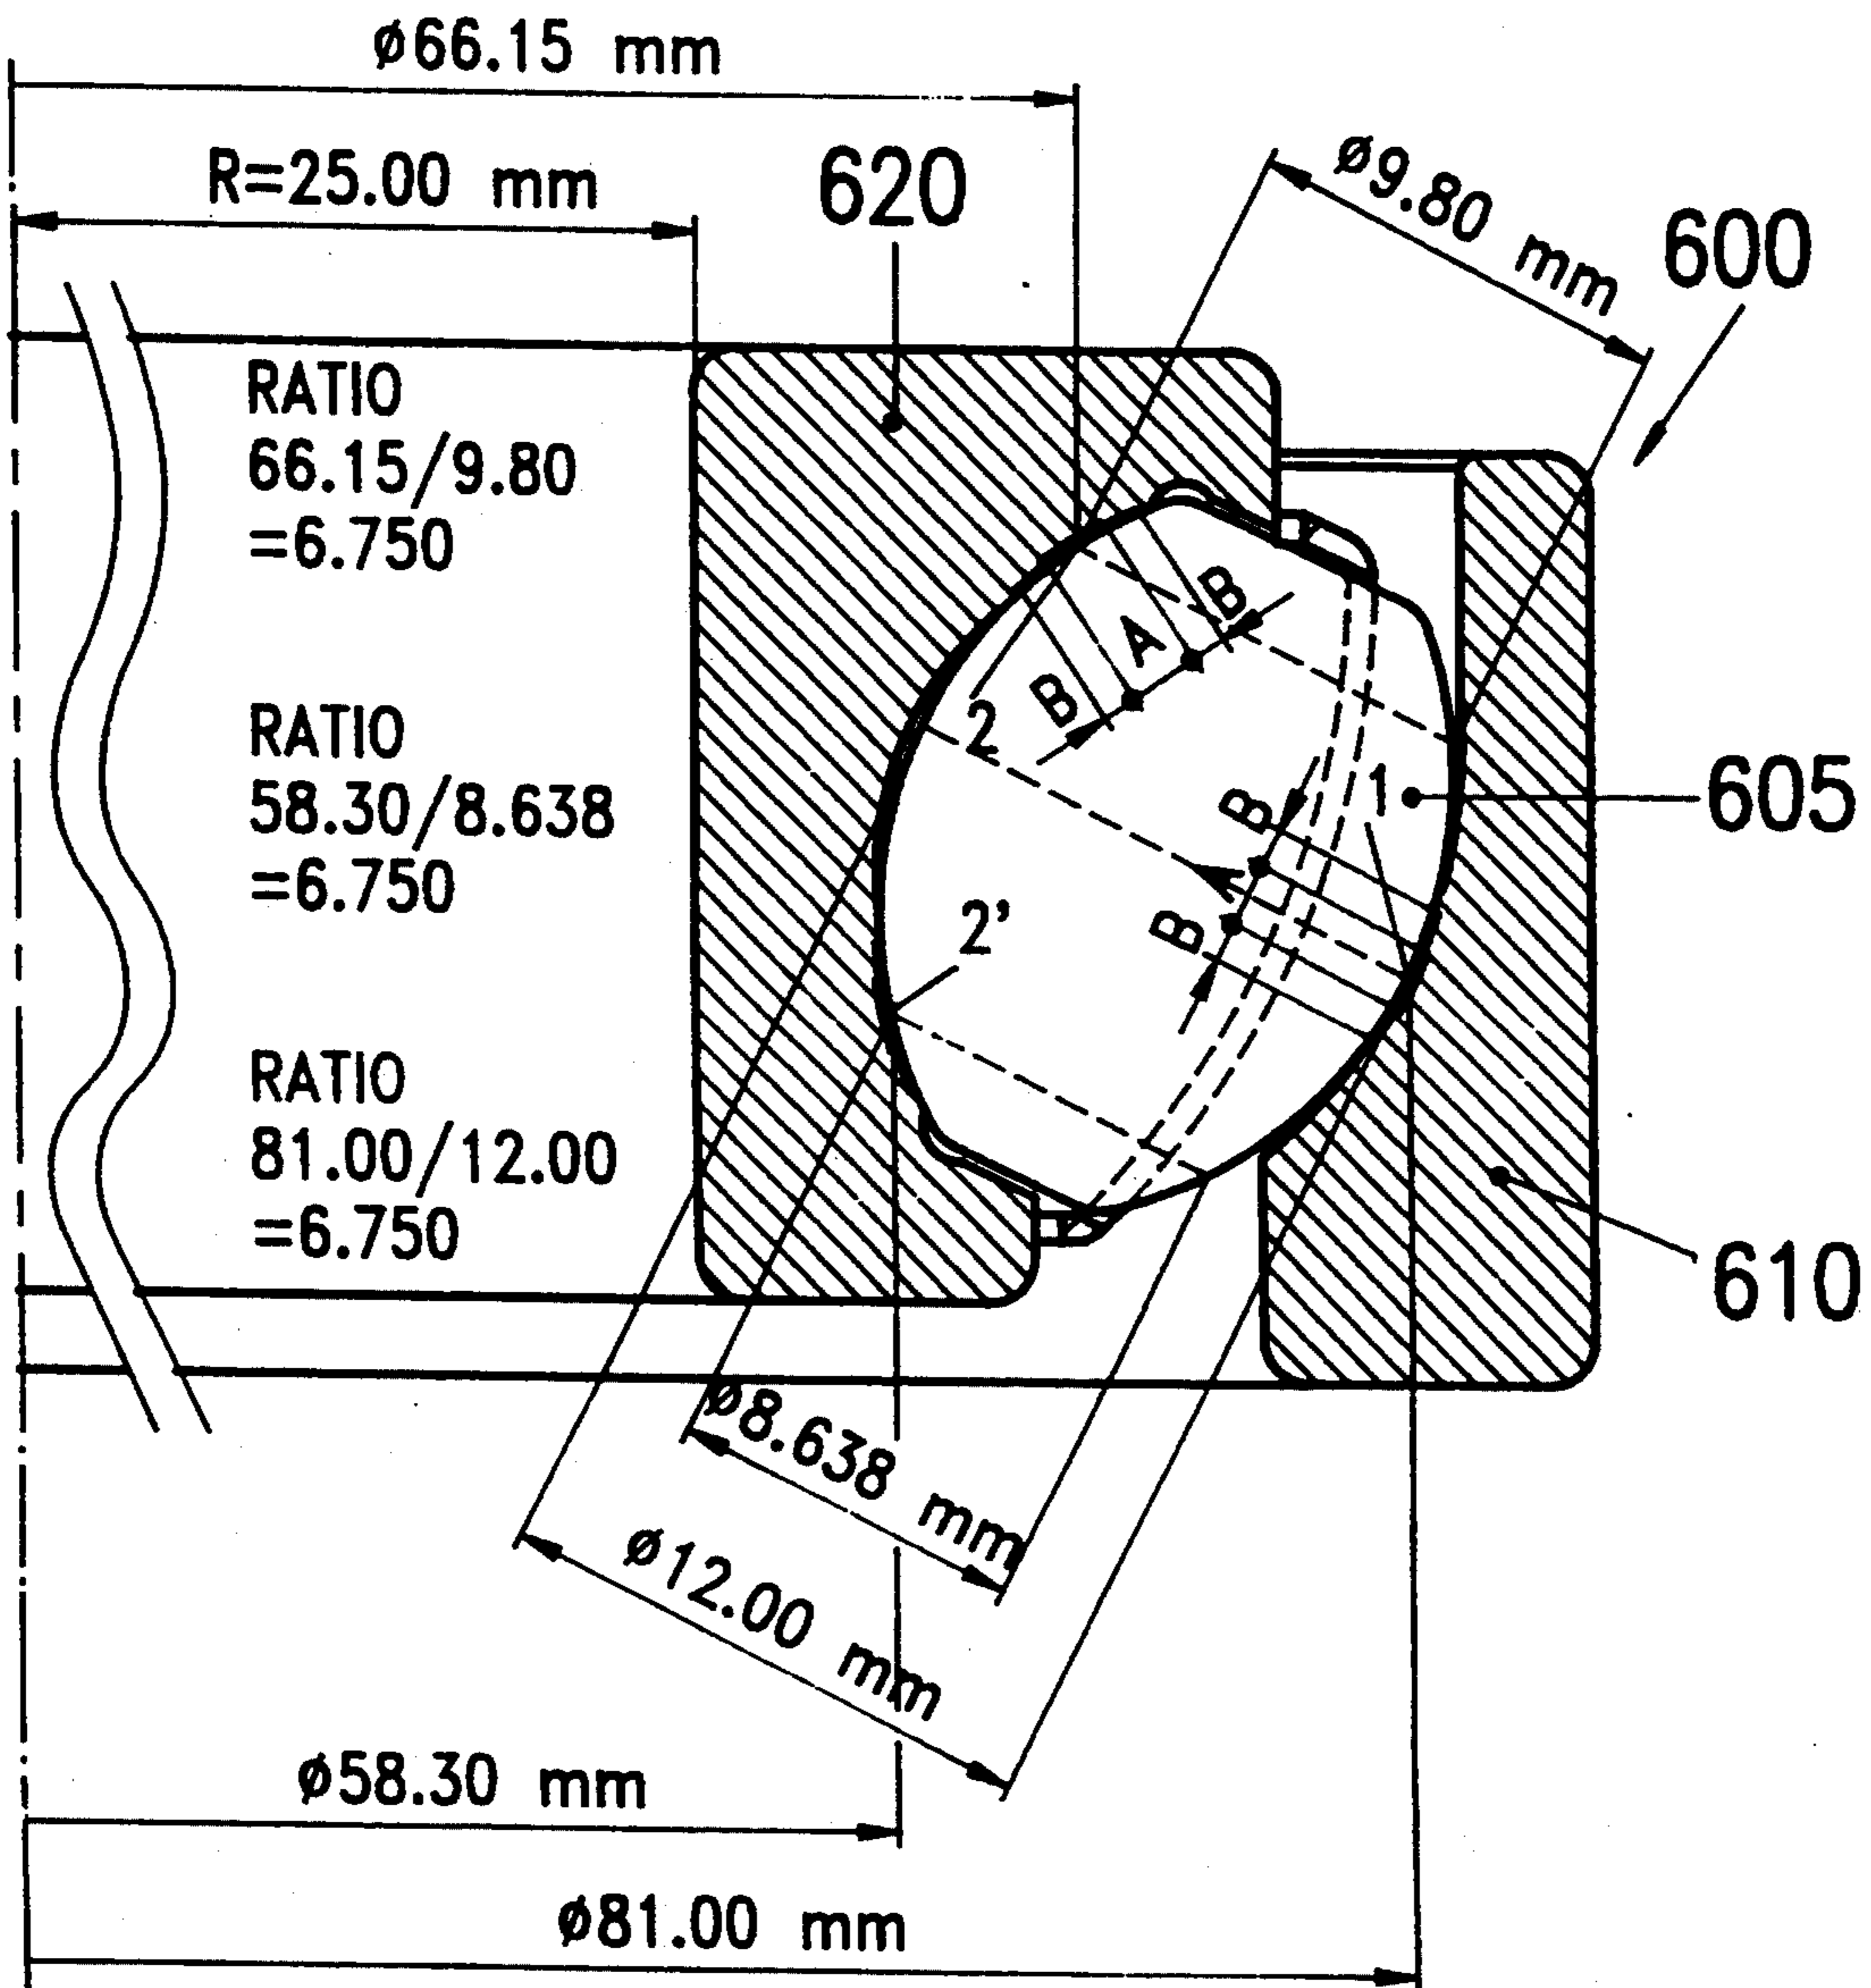 ø66.15 mm
R=25.00 mm
620
ø9.80 mm
600
RATIO
66.15/9.80
=6.750
B
A
B
2
RATIO
58.30/8.638
=6.750
1
605
B
B
2'
RATIO
81.00/12.00
=6.750
610
ø8.638 mm
ø12.00 mm
ø58.30 mm
ø81.00 mm